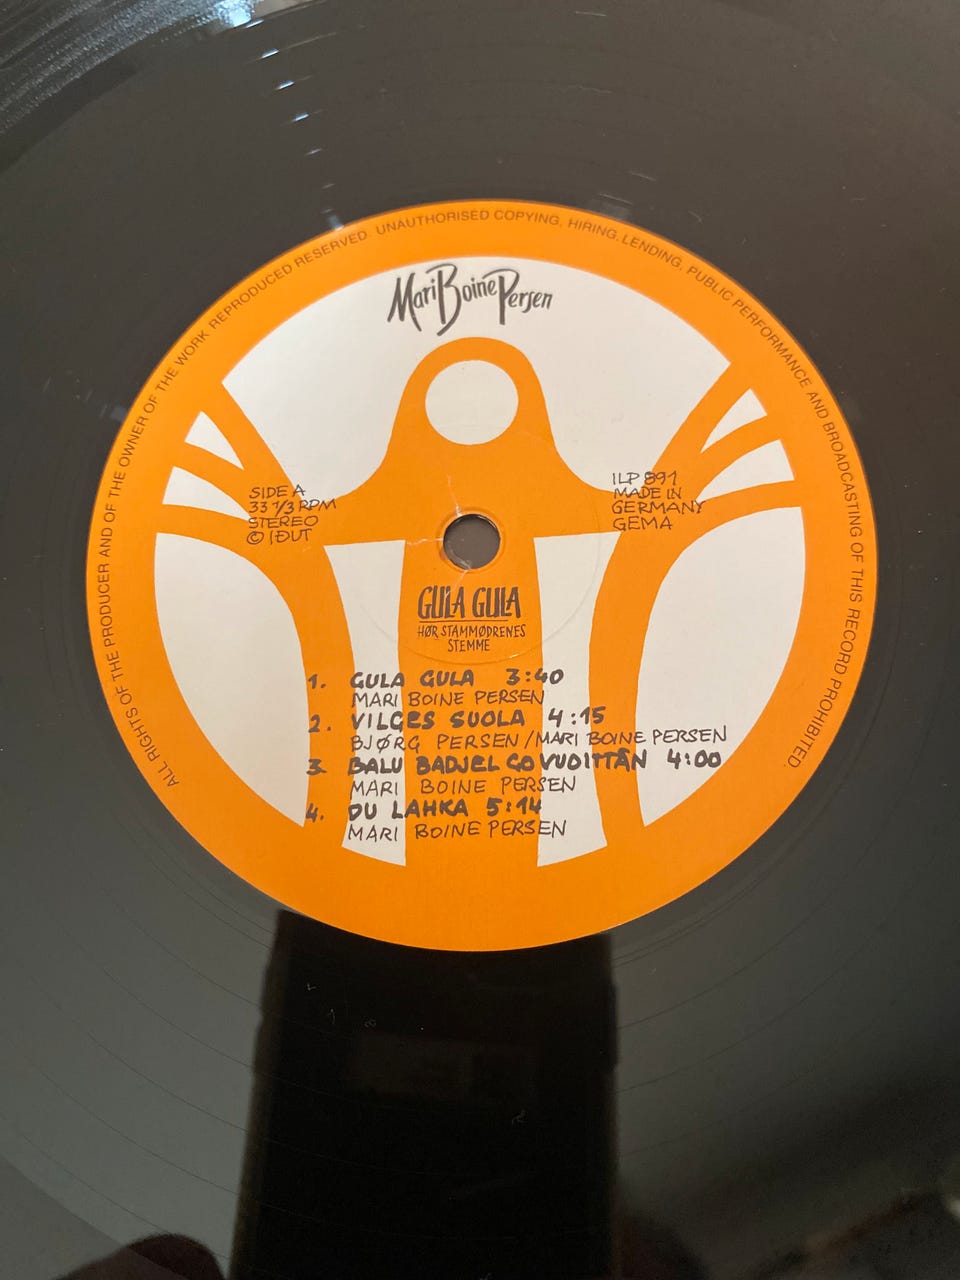 ALL RIGHTS OF THE PRODUCER AND OF THE OWNER OF THE WORK REPRODUCED RESERVED. UNAUTHORISED COPYING, HIRING, LENDING, PUBLIC PERFORMANCE AND BROADCASTING OF THIS RECORD PROHIBITED.
Mari Boine Persen
SIDE A
33 1/3 RPM
STEREO
© IĐUT
ILP 891
MADE IN
GERMANY
GEMA
GULA GULA
HØR STAMMØDRENES
STEMME
1. GULA GULA 3:40
MARI BOINE PERSEN
2. VILGES SUOLA 4:15
BJØRG PERSEN/MARI BOINE PERSEN
3. BALU BADJEL GO VUOITTÁN 4:00
MARI BOINE PERSEN
4. DU LAHKA 5:14
MARI BOINE PERSEN